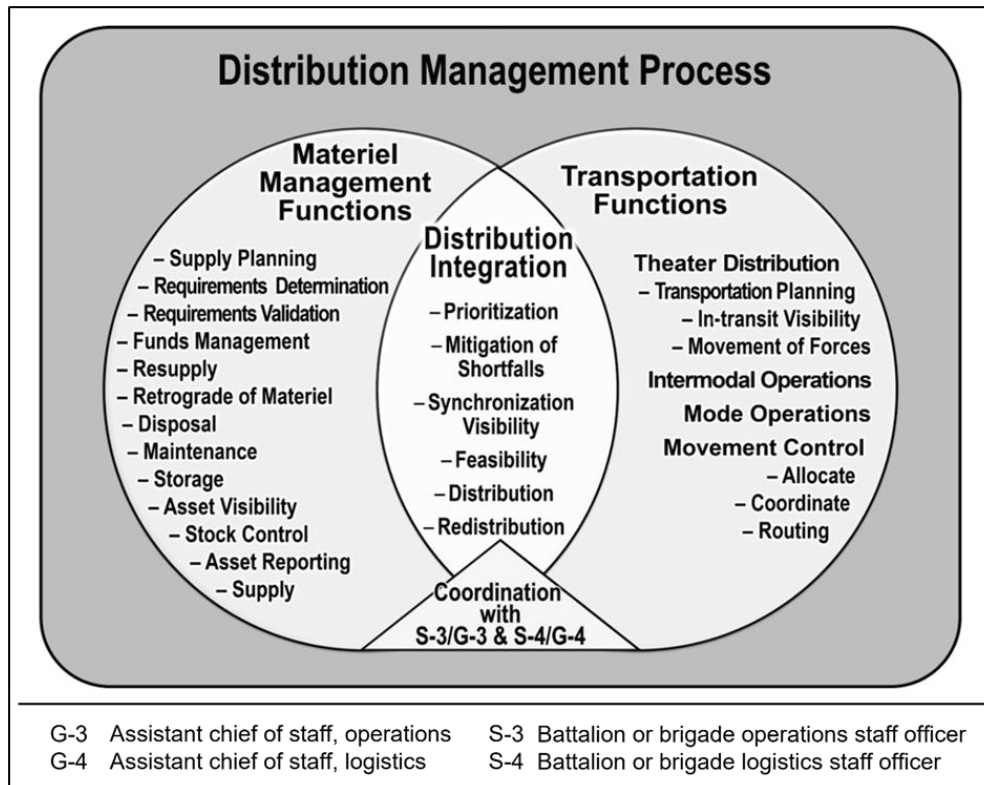 Distribution Management Process
Materiel
Management
Functions
– Supply Planning
– Requirements Determination
– Requirements Validation
– Funds Management
– Resupply
– Retrograde of Materiel
– Disposal
– Maintenance
– Storage
– Asset Visibility
– Stock Control
– Asset Reporting
– Supply
Distribution
Integration
– Prioritization
– Mitigation of
Shortfalls
– Synchronization
Visibility
– Feasibility
– Distribution
– Redistribution
Coordination
with
S-3/G-3 & S-4/G-4
Transportation
Functions
Theater Distribution
– Transportation Planning
– In-transit Visibility
– Movement of Forces
Intermodal Operations
Mode Operations
Movement Control
– Allocate
– Coordinate
– Routing
G-3 Assistant chief of staff, operations
G-4 Assistant chief of staff, logistics
S-3 Battalion or brigade operations staff officer
S-4 Battalion or brigade logistics staff officer